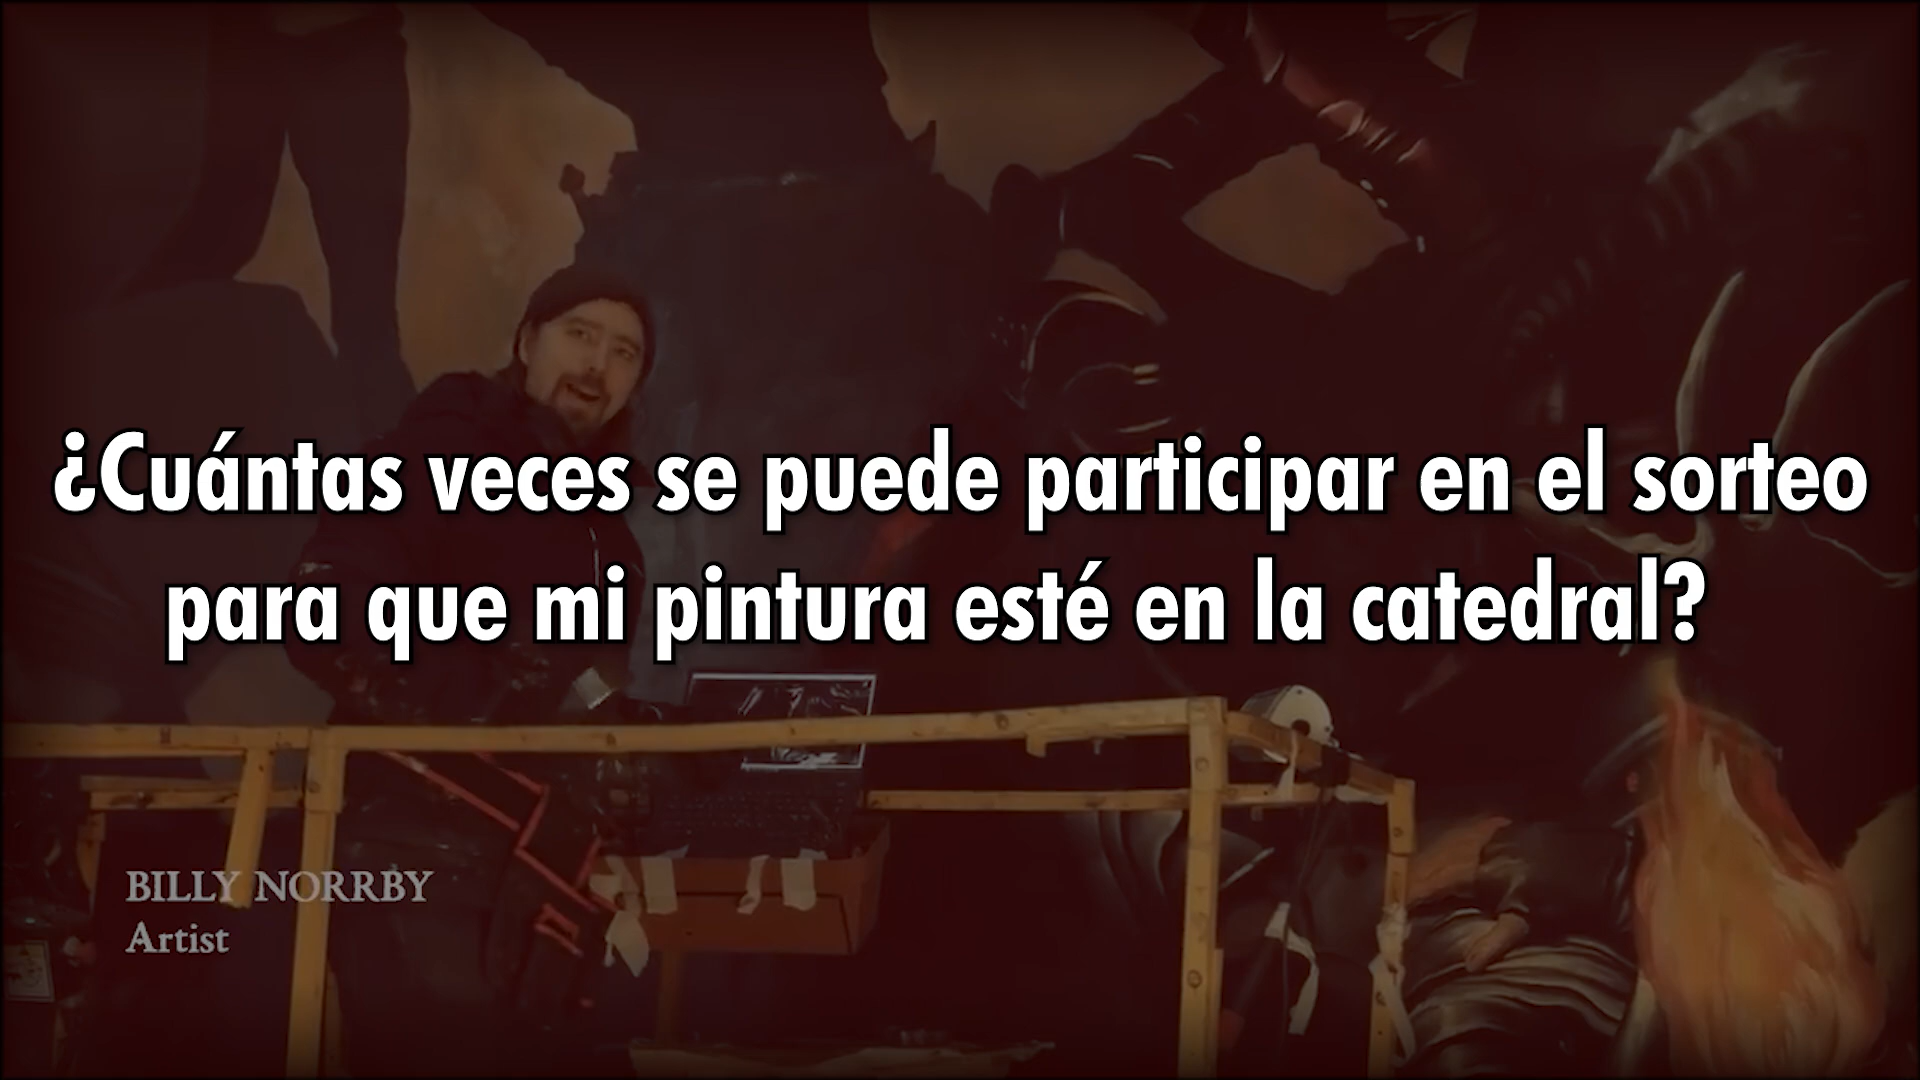 ¿Cuántas veces se puede participar en el sorteo
para que mi pintura esté en la catedral?
BILLY NORRBY
Artist